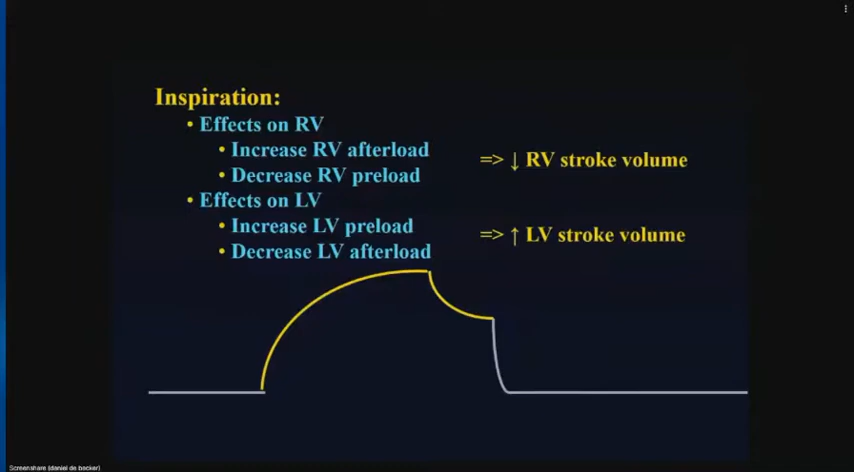 Inspiration:
• Effects on RV
• Increase RV afterload
=> ↓ RV stroke volume
• Decrease RV preload
• Effects on LV
• Increase LV preload
=> ↑ LV stroke volume
• Decrease LV afterload
Screenshare (daniel de backer)